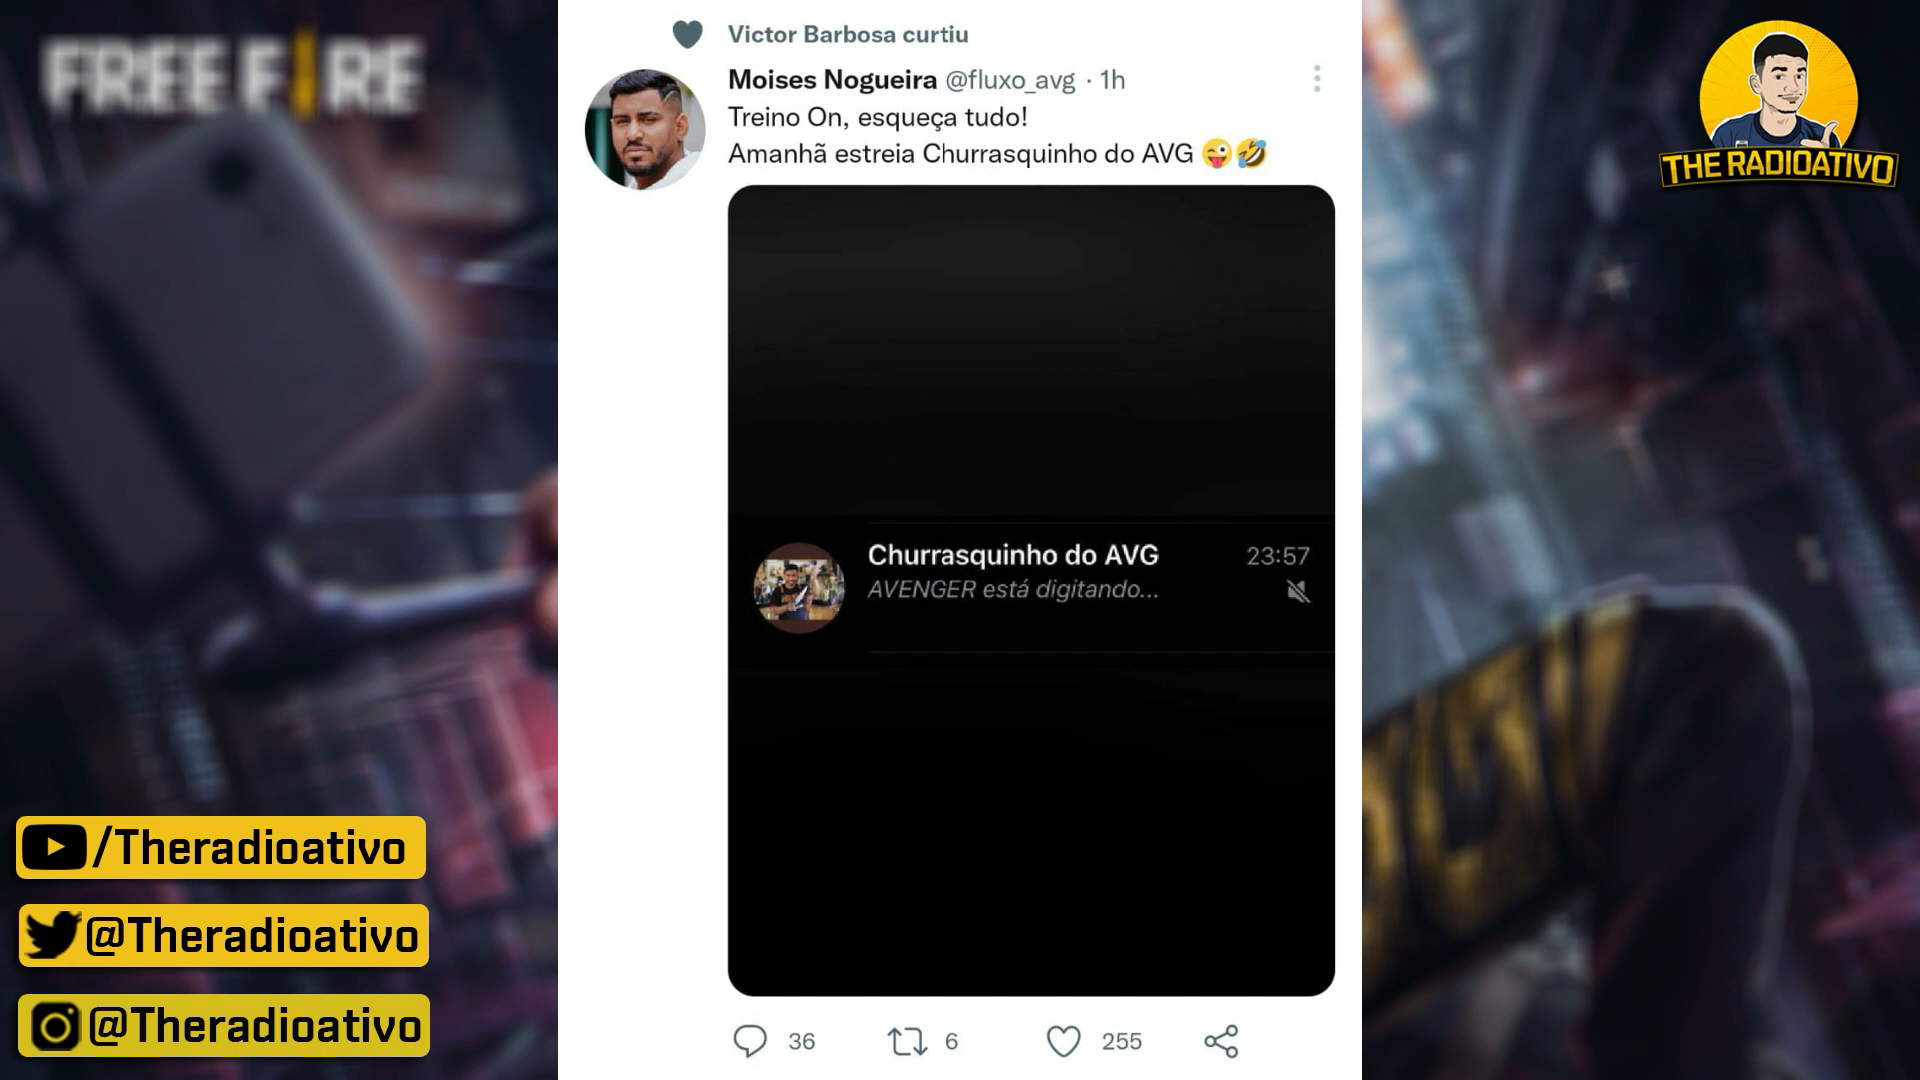 FREE FIRE
Victor Barbosa curtiu
Moises Nogueira @fluxo_avg · 1h
Treino On, esqueça tudo!
Amanhã estreia Churrasquinho do AVG 😜🤣
Churrasquinho do AVG 23:57
AVENGER está digitando...
36 6 255
THE RADIOATIVO
/Theradioativo
@Theradioativo
@Theradioativo